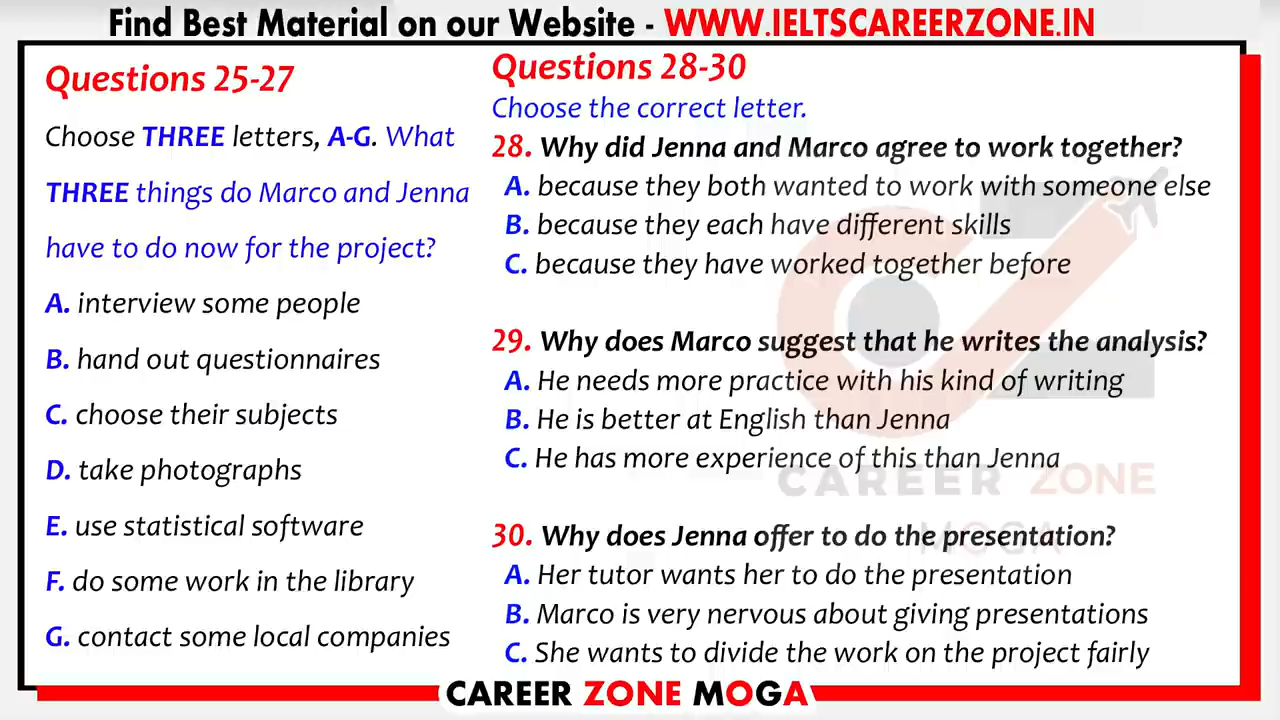 Find Best Material on our Website - WWW.IELTSCAREERZONE.IN
Questions 25-27
Choose THREE letters, A-G. What
THREE things do Marco and Jenna
have to do now for the project?
A. interview some people
B. hand out questionnaires
C. choose their subjects
D. take photographs
E. use statistical software
F. do some work in the library
G. contact some local companies
Questions 28-30
Choose the correct letter.
28. Why did Jenna and Marco agree to work together?
A. because they both wanted to work with someone else
B. because they each have different skills
C. because they have worked together before
29. Why does Marco suggest that he writes the analysis?
A. He needs more practice with his kind of writing
B. He is better at English than Jenna
C. He has more experience of this than Jenna
CAREER ZONE
MOGA
30. Why does Jenna offer to do the presentation?
A. Her tutor wants her to do the presentation
B. Marco is very nervous about giving presentations
C. She wants to divide the work on the project fairly
CAREER ZONE MOGA